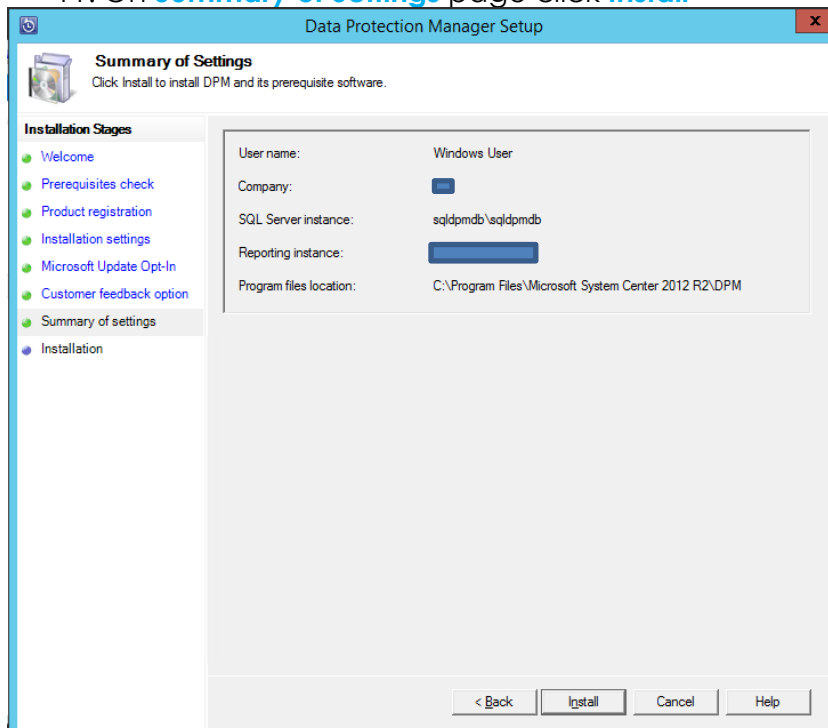 Data Protection Manager Setup
x
Summary of Settings
Click Install to install DPM and its prerequisite software.
Installation Stages
Welcome
Prerequisites check
Product registration
Installation settings
Microsoft Update Opt-In
Customer feedback option
Summary of settings
Installation
User name: Windows User
Company:
SQL Server instance: sqldpmdb\sqldpmdb
Reporting instance:
Program files location: C:\Program Files\Microsoft System Center 2012 R2\DPM
< Back Install Cancel Help